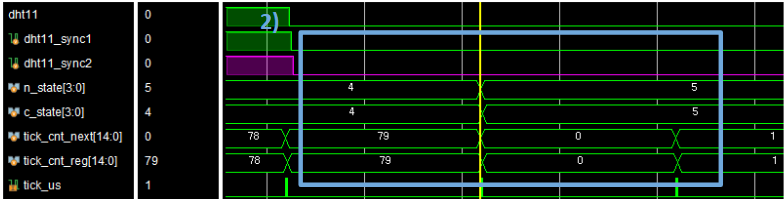 dht11 0 2)
dht11_sync1 0
dht11_sync2 0
n_state[3:0] 5 4 5
c_state[3:0] 4 4 5
tick_cnt_next[14:0] 0 78 79 0 1
tick_cnt_reg[14:0] 79 78 79 0 1
tick_us 1